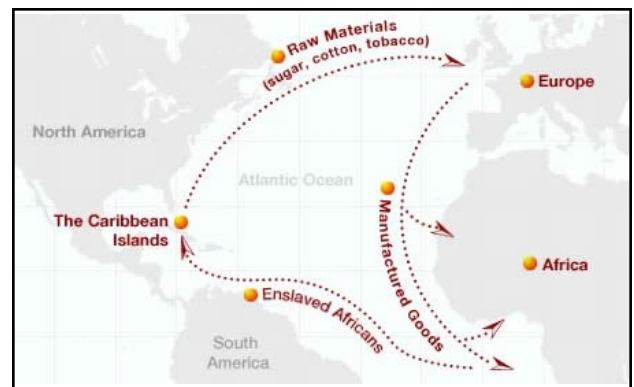 Raw Materials
(sugar, cotton, tobacco)
Europe
North America
Atlantic Ocean
The Caribbean
Islands
Manufactured Goods
Africa
Enslaved Africans
South
America